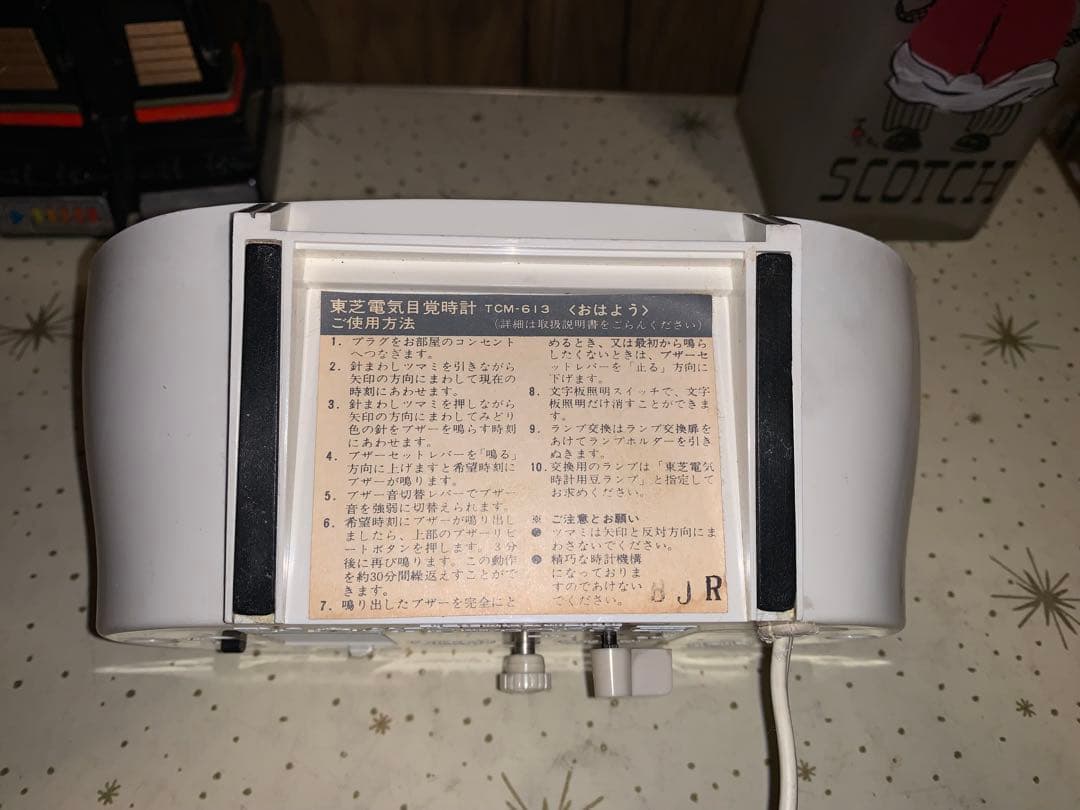 SCOTCH
東芝電気目覚時計 TCM-613 〈おはよう〉
ご使用方法 (詳細は取扱説明書をごらんください)
1. プラグをお部屋のコンセント
へつなぎます。
2. 針まわしツマミを引きながら
矢印の方向にまわして現在の
時刻にあわせます。
3. 針まわしツマミを押しながら
矢印の方向にまわしてみどり
色の針をブザーを鳴らす時刻
にあわせます。
4. ブザーセットレバーを「鳴る」
方向に上げますと希望時刻に
ブザーが鳴ります。
5. ブザー音切替レバーでブザー
音を強弱に切替えられます。
6. 希望時刻にブザーが鳴り出し
ましたら、上部のブザーリピ
ートボタンを押します。3分
後に再び鳴ります。この動作
を約30分間繰返えすことがで
きます。
7. 鳴り出したブザーを完全にと
めるとき、又は最初から鳴ら
したくないときは、ブザーセ
ットレバーを「止る」方向に
下げます。
8. 文字板照明スイッチで、文字
板照明だけ消すことができま
す。
9. ランプ交換はランプ交換扉を
あけてランプホルダーを引き
ぬきます。
10. 交換用のランプは「東芝電気
時計用豆ランプ」と指定して
お求めください。
※ ご注意とお願い
● ツマミは矢印と反対方向にま
わさないでください。
● 精巧な時計機構
になっておりま
すのであけない
でください。
8JR